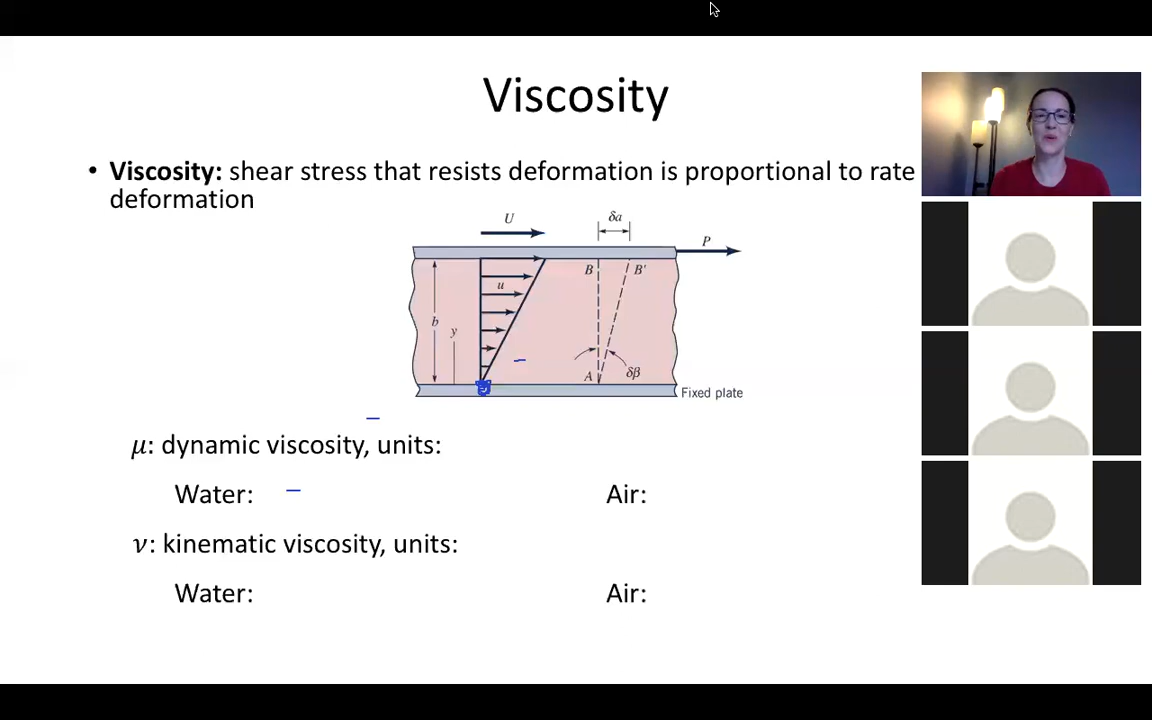 Viscosity
• Viscosity: shear stress that resists deformation is proportional to rate
deformation
U
δa
P
B
B'
u
b
y
A
δβ
Fixed plate
μ: dynamic viscosity, units:
Water:
Air:
ν: kinematic viscosity, units:
Water:
Air: